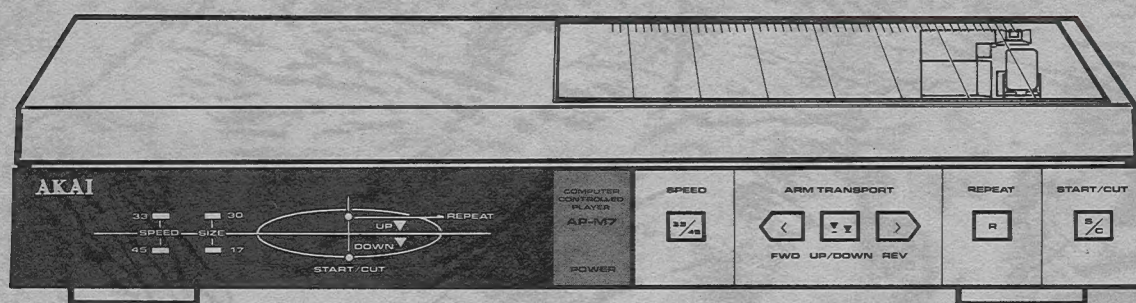 AKAI
33 30
SPEED SIZE
45 17
REPEAT
UP
DOWN
START/CUT
COMPUTER
CONTROLLED
PLAYER
AP-M7
POWER
SPEED
33/45
ARM TRANSPORT
FWD UP/DOWN REV
REPEAT
R
START/CUT
S/C